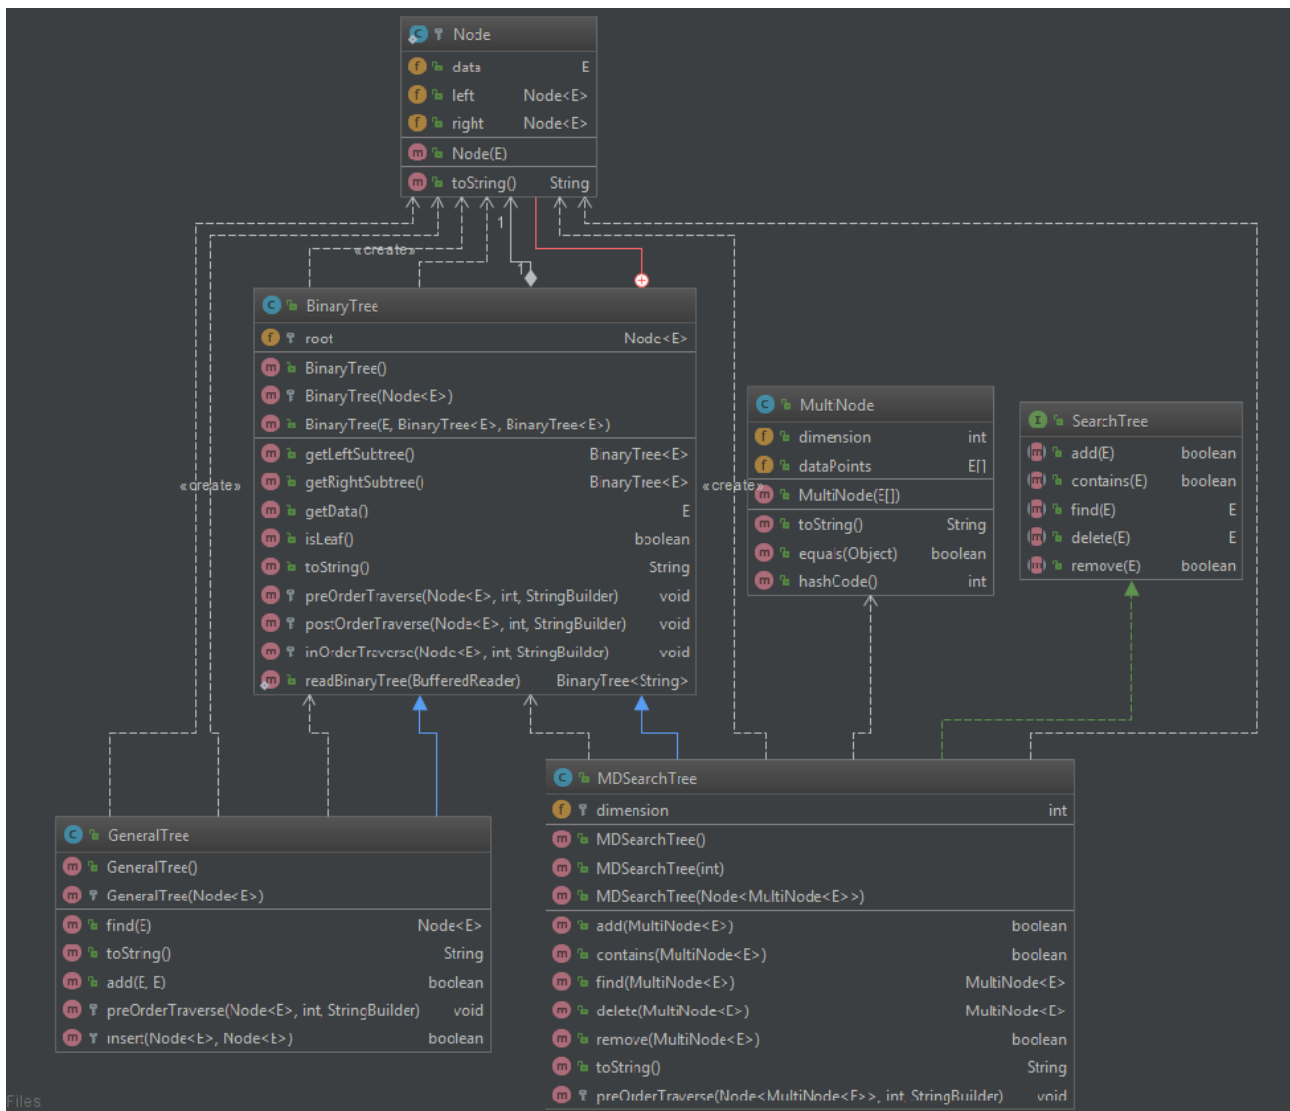 Node
data E
left Node<E>
right Node<E>
Node(E)
toString() String
1
«create»
1
BinaryTree
root Node<E>
BinaryTree()
BinaryTree(Node<E>)
BinaryTree(E, BinaryTree<E>, BinaryTree<E>)
getLeftSubtree() BinaryTree<E>
getRightSubtree() BinaryTree<E>
getData() E
isLeaf() boolean
toString() String
preOrderTraverse(Node<E>, int, StringBuilder) void
postOrderTraverse(Node<E>, int, StringBuilder) void
inOrderTraverse(Node<E>, int, StringBuilder) void
readBinaryTree(BufferedReader) BinaryTree<String>
«create»
«create»
MultiNode
dimension int
dataPoints E[]
MultiNode(E[])
toString() String
equals(Object) boolean
hashCode() int
SearchTree
add(E) boolean
contains(E) boolean
find(E) E
delete(E) E
remove(E) boolean
GeneralTree
GeneralTree()
GeneralTree(Node<E>)
find(E) Node<E>
toString() String
add(E, E) boolean
preOrderTraverse(Node<E>, int, StringBuilder) void
insert(Node<E>, Node<E>) boolean
MDSearchTree
dimension int
MDSearchTree()
MDSearchTree(int)
MDSearchTree(Node<MultiNode<E>>)
add(MultiNode<E>) boolean
contains(MultiNode<E>) boolean
find(MultiNode<E>) MultiNode<E>
delete(MultiNode<E>) MultiNode<E>
remove(MultiNode<E>) boolean
toString() String
preOrderTraverse(Node<MultiNode<E>>, int, StringBuilder) void
Files